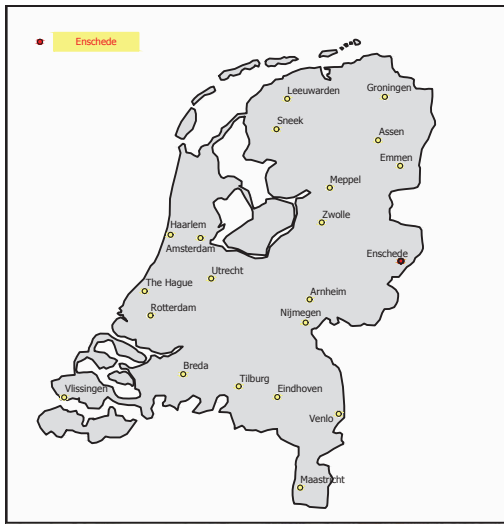 Enschede
Leeuwarden
Groningen
Sneek
Assen
Emmen
Meppel
Zwolle
Haarlem
Amsterdam
Enschede
Utrecht
The Hague
Arnheim
Rotterdam
Nijmegen
Breda
Tilburg
Eindhoven
Vlissingen
Venlo
Maastricht